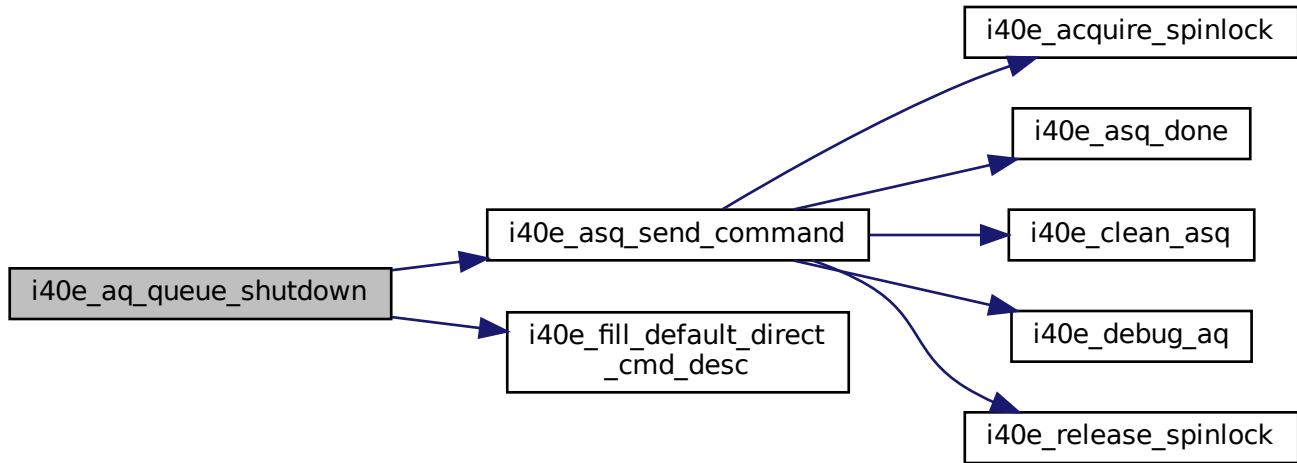 i40e_aq_queue_shutdown
i40e_asq_send_command
i40e_fill_default_direct
_cmd_desc
i40e_acquire_spinlock
i40e_asq_done
i40e_clean_asq
i40e_debug_aq
i40e_release_spinlock